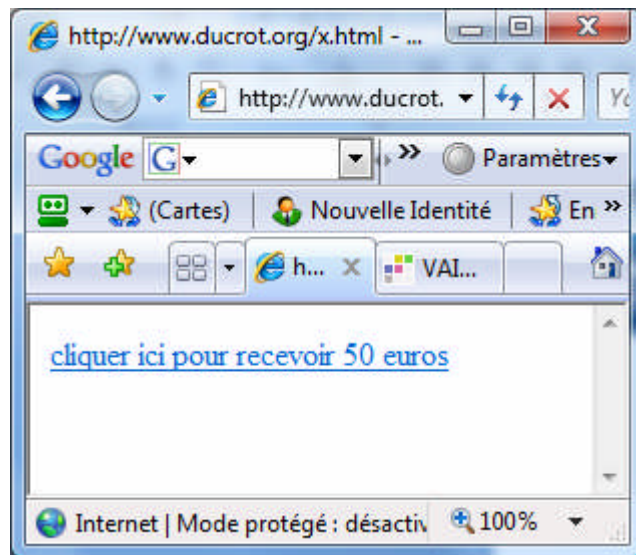 http://www.ducrot.org/x.html - ...
http://www.ducrot.
Google G Paramètres
(Cartes) Nouvelle Identité En
h... VAI...
cliquer ici pour recevoir 50 euros
Internet | Mode protégé : désactiv 100%